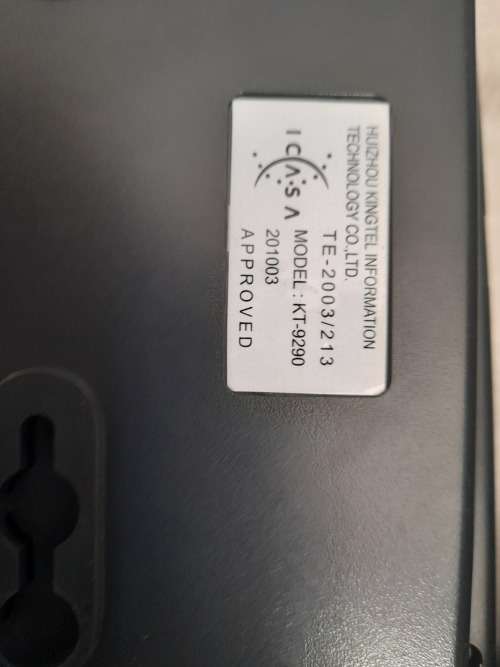 HUIZHOU KINGTEL INFORMATION
TECHNOLOGY CO.,LTD.
ICASA
TE-2003/213
MODEL : KT-9290
201003
APPROVED